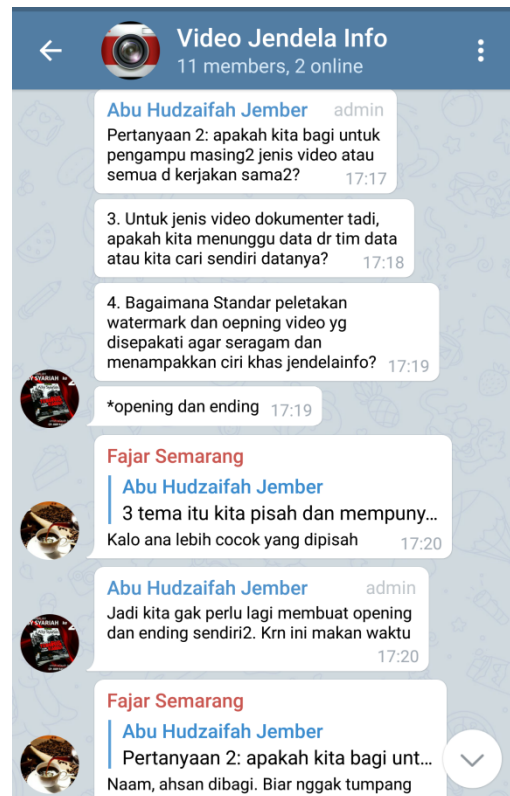 Video Jendela Info
11 members, 2 online
Abu Hudzaifah Jember admin
Pertanyaan 2: apakah kita bagi untuk
pengampu masing2 jenis video atau
semua d kerjakan sama2? 17:17
3. Untuk jenis video dokumenter tadi,
apakah kita menunggu data dr tim data
atau kita cari sendiri datanya? 17:18
4. Bagaimana Standar peletakan
watermark dan oepning video yg
disepakati agar seragam dan
menampakkan ciri khas jendelainfo? 17:19
*opening dan ending 17:19
Fajar Semarang
Abu Hudzaifah Jember
3 tema itu kita pisah dan mempuny...
Kalo ana lebih cocok yang dipisah 17:20
Abu Hudzaifah Jember admin
Jadi kita gak perlu lagi membuat opening
dan ending sendiri2. Krn ini makan waktu
17:20
Fajar Semarang
Abu Hudzaifah Jember
Pertanyaan 2: apakah kita bagi unt...
Naam, ahsan dibagi. Biar nggak tumpang